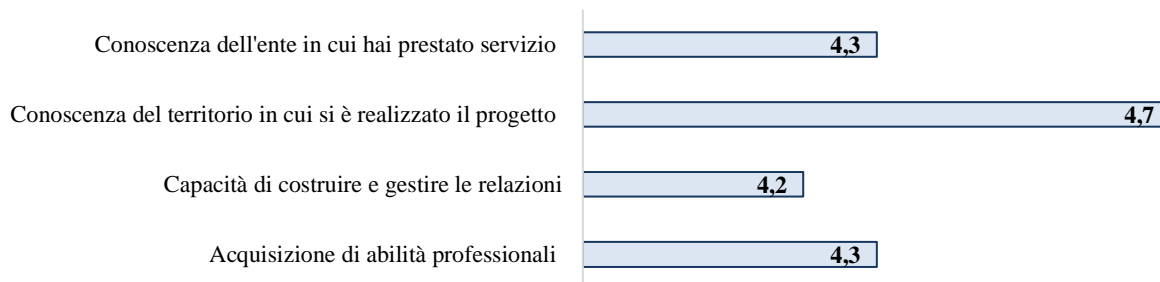 Conoscenza dell'ente in cui hai prestato servizio 4,3
Conoscenza del territorio in cui si è realizzato il progetto 4,7
Capacità di costruire e gestire le relazioni 4,2
Acquisizione di abilità professionali 4,3